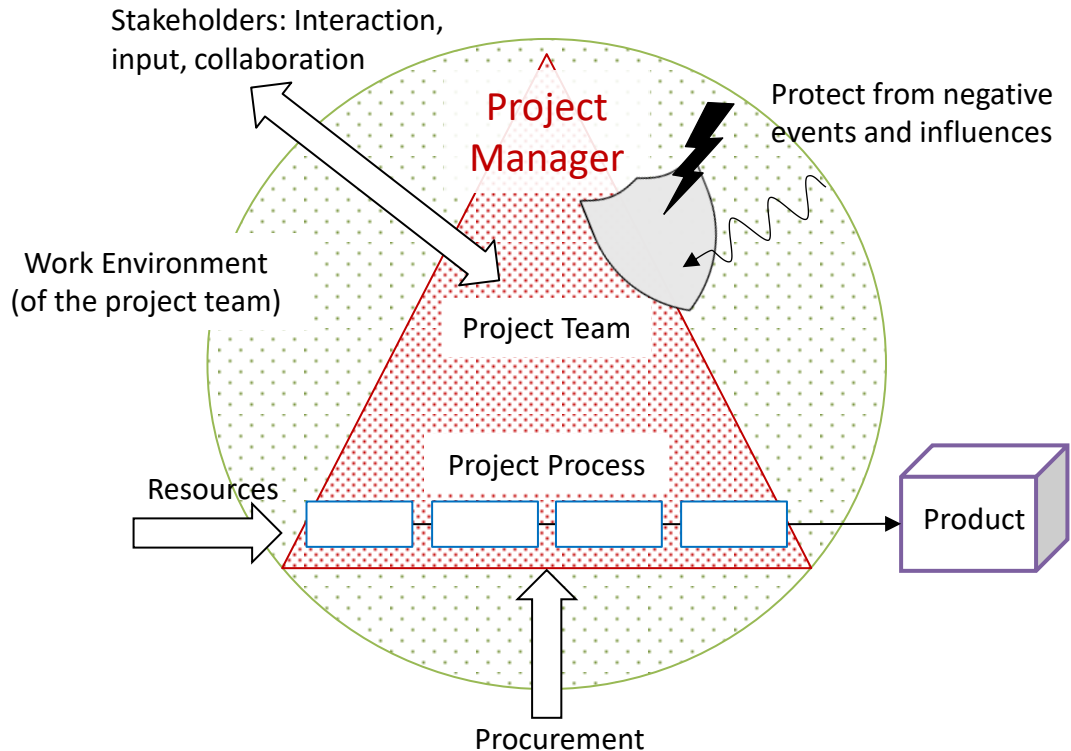 Stakeholders: Interaction,
input, collaboration
Project
Manager
Protect from negative
events and influences
Work Environment
(of the project team)
Project Team
Project Process
Resources
Product
Procurement